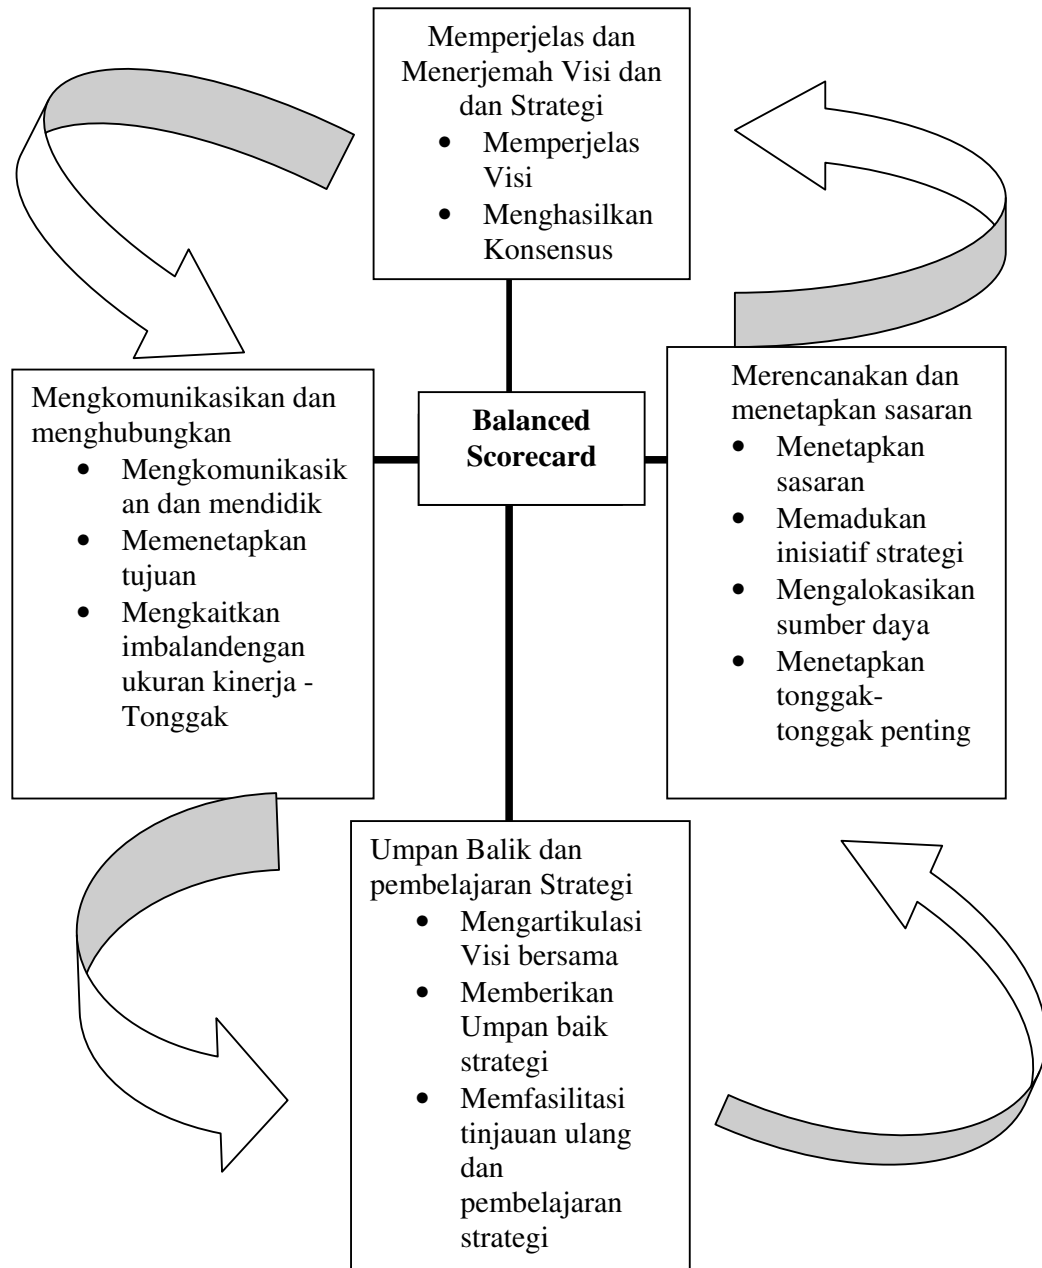 Memperjelas dan
Menerjemah Visi dan
dan Strategi
• Memperjelas
Visi
• Menghasilkan
Konsensus
Mengkomunikasikan dan
menghubungkan
• Mengkomunikasik
an dan mendidik
• Memenetapkan
tujuan
• Mengkaitkan
imbalandengan
ukuran kinerja -
Tonggak
Balanced
Scorecard
Merencanakan dan
menetapkan sasaran
• Menetapkan
sasaran
• Memadukan
inisiatif strategi
• Mengalokasikan
sumber daya
• Menetapkan
tonggak-
tonggak penting
Umpan Balik dan
pembelajaran Strategi
• Mengartikulasi
Visi bersama
• Memberikan
Umpan baik
strategi
• Memfasilitasi
tinjauan ulang
dan
pembelajaran
strategi